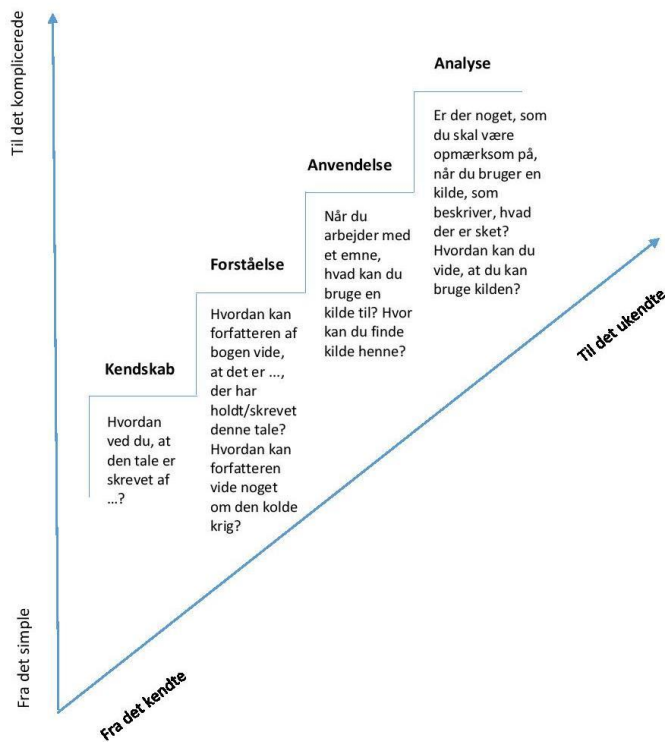 Til det komplicerede
Analyse
Er der noget, som
du skal være
opmærksom på,
når du bruger en
kilde, som
beskriver, hvad
der er sket?
Hvordan kan du
vide, at du kan
bruge kilden?
Anvendelse
Når du
arbejder med
et emne,
hvad kan du
bruge en
kilde til? Hvor
kan du finde
kilde henne?
Forståelse
Hvordan kan
forfatteren af
bogen vide,
at det er ...,
der har
holdt/skrevet
denne tale?
Hvordan kan
forfatteren
vide noget
om den kolde
krig?
Kendskab
Hvordan
ved du, at
den tale er
skrevet af
...?
Til det ukendte
Fra det simple
Fra det kendte